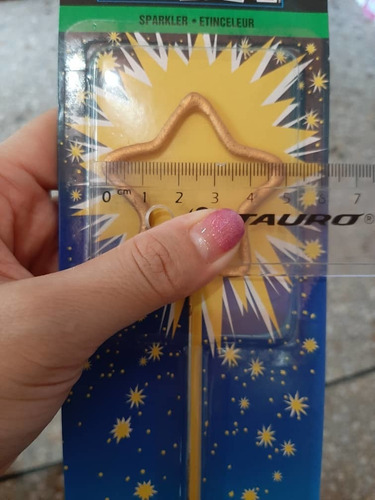 SPARKLER • ETINCELEUR
0 cm 1 2 3 4 5 6 7
TAURO®